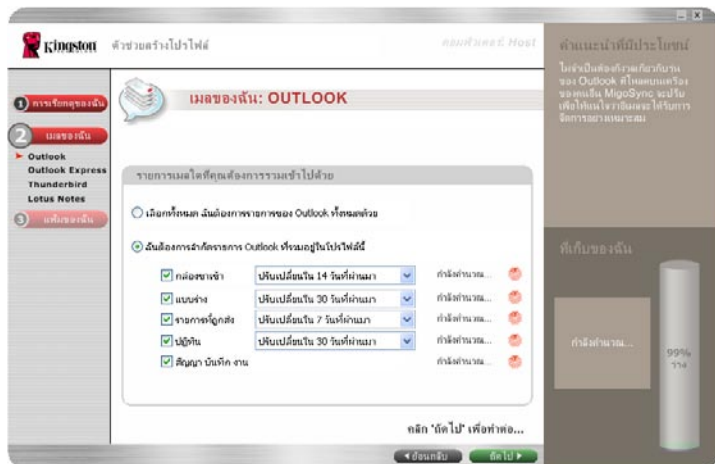 Kingston
ตัวช่วยสร้างโปรไฟล์
คอมพิวเตอร์ Host
1 การเรียกดูของฉัน
2 เมลของฉัน
Outlook
Outlook Express
Thunderbird
Lotus Notes
3 แฟ้มของฉัน
เมลของฉัน: OUTLOOK
รายการเมลใดที่คุณต้องการรวมเข้าไปด้วย
เลือกทั้งหมด ฉันต้องการรายการของ Outlook ทั้งหมดด้วย
ฉันต้องการจำกัดรายการ Outlook ที่รวมอยู่ในโปรไฟล์นี้
กล่องขาเข้า ปรับเปลี่ยนใน 14 วันที่ผ่านมา กำลังคำนวณ...
แบบร่าง ปรับเปลี่ยนใน 30 วันที่ผ่านมา กำลังคำนวณ...
รายการที่ถูกส่ง ปรับเปลี่ยนใน 7 วันที่ผ่านมา กำลังคำนวณ...
ปฏิทิน ปรับเปลี่ยนใน 30 วันที่ผ่านมา กำลังคำนวณ...
สัญญา บันทึก งาน กำลังคำนวณ...
คลิก 'ถัดไป' เพื่อทำต่อ...
ย้อนกลับ
ถัดไป
คำแนะนำที่มีประโยชน์
ไม่จำเป็นต้องกังวลเกี่ยวกับรุ่น
ของ Outlook ที่โหลดบนเครื่อง
ของคนอื่น MigoSync จะปรับ
เพื่อให้แน่ใจว่าอีเมลจะได้รับการ
จัดการอย่างเหมาะสม
ที่เก็บของฉัน
กำลังคำนวณ...
99%
ว่าง